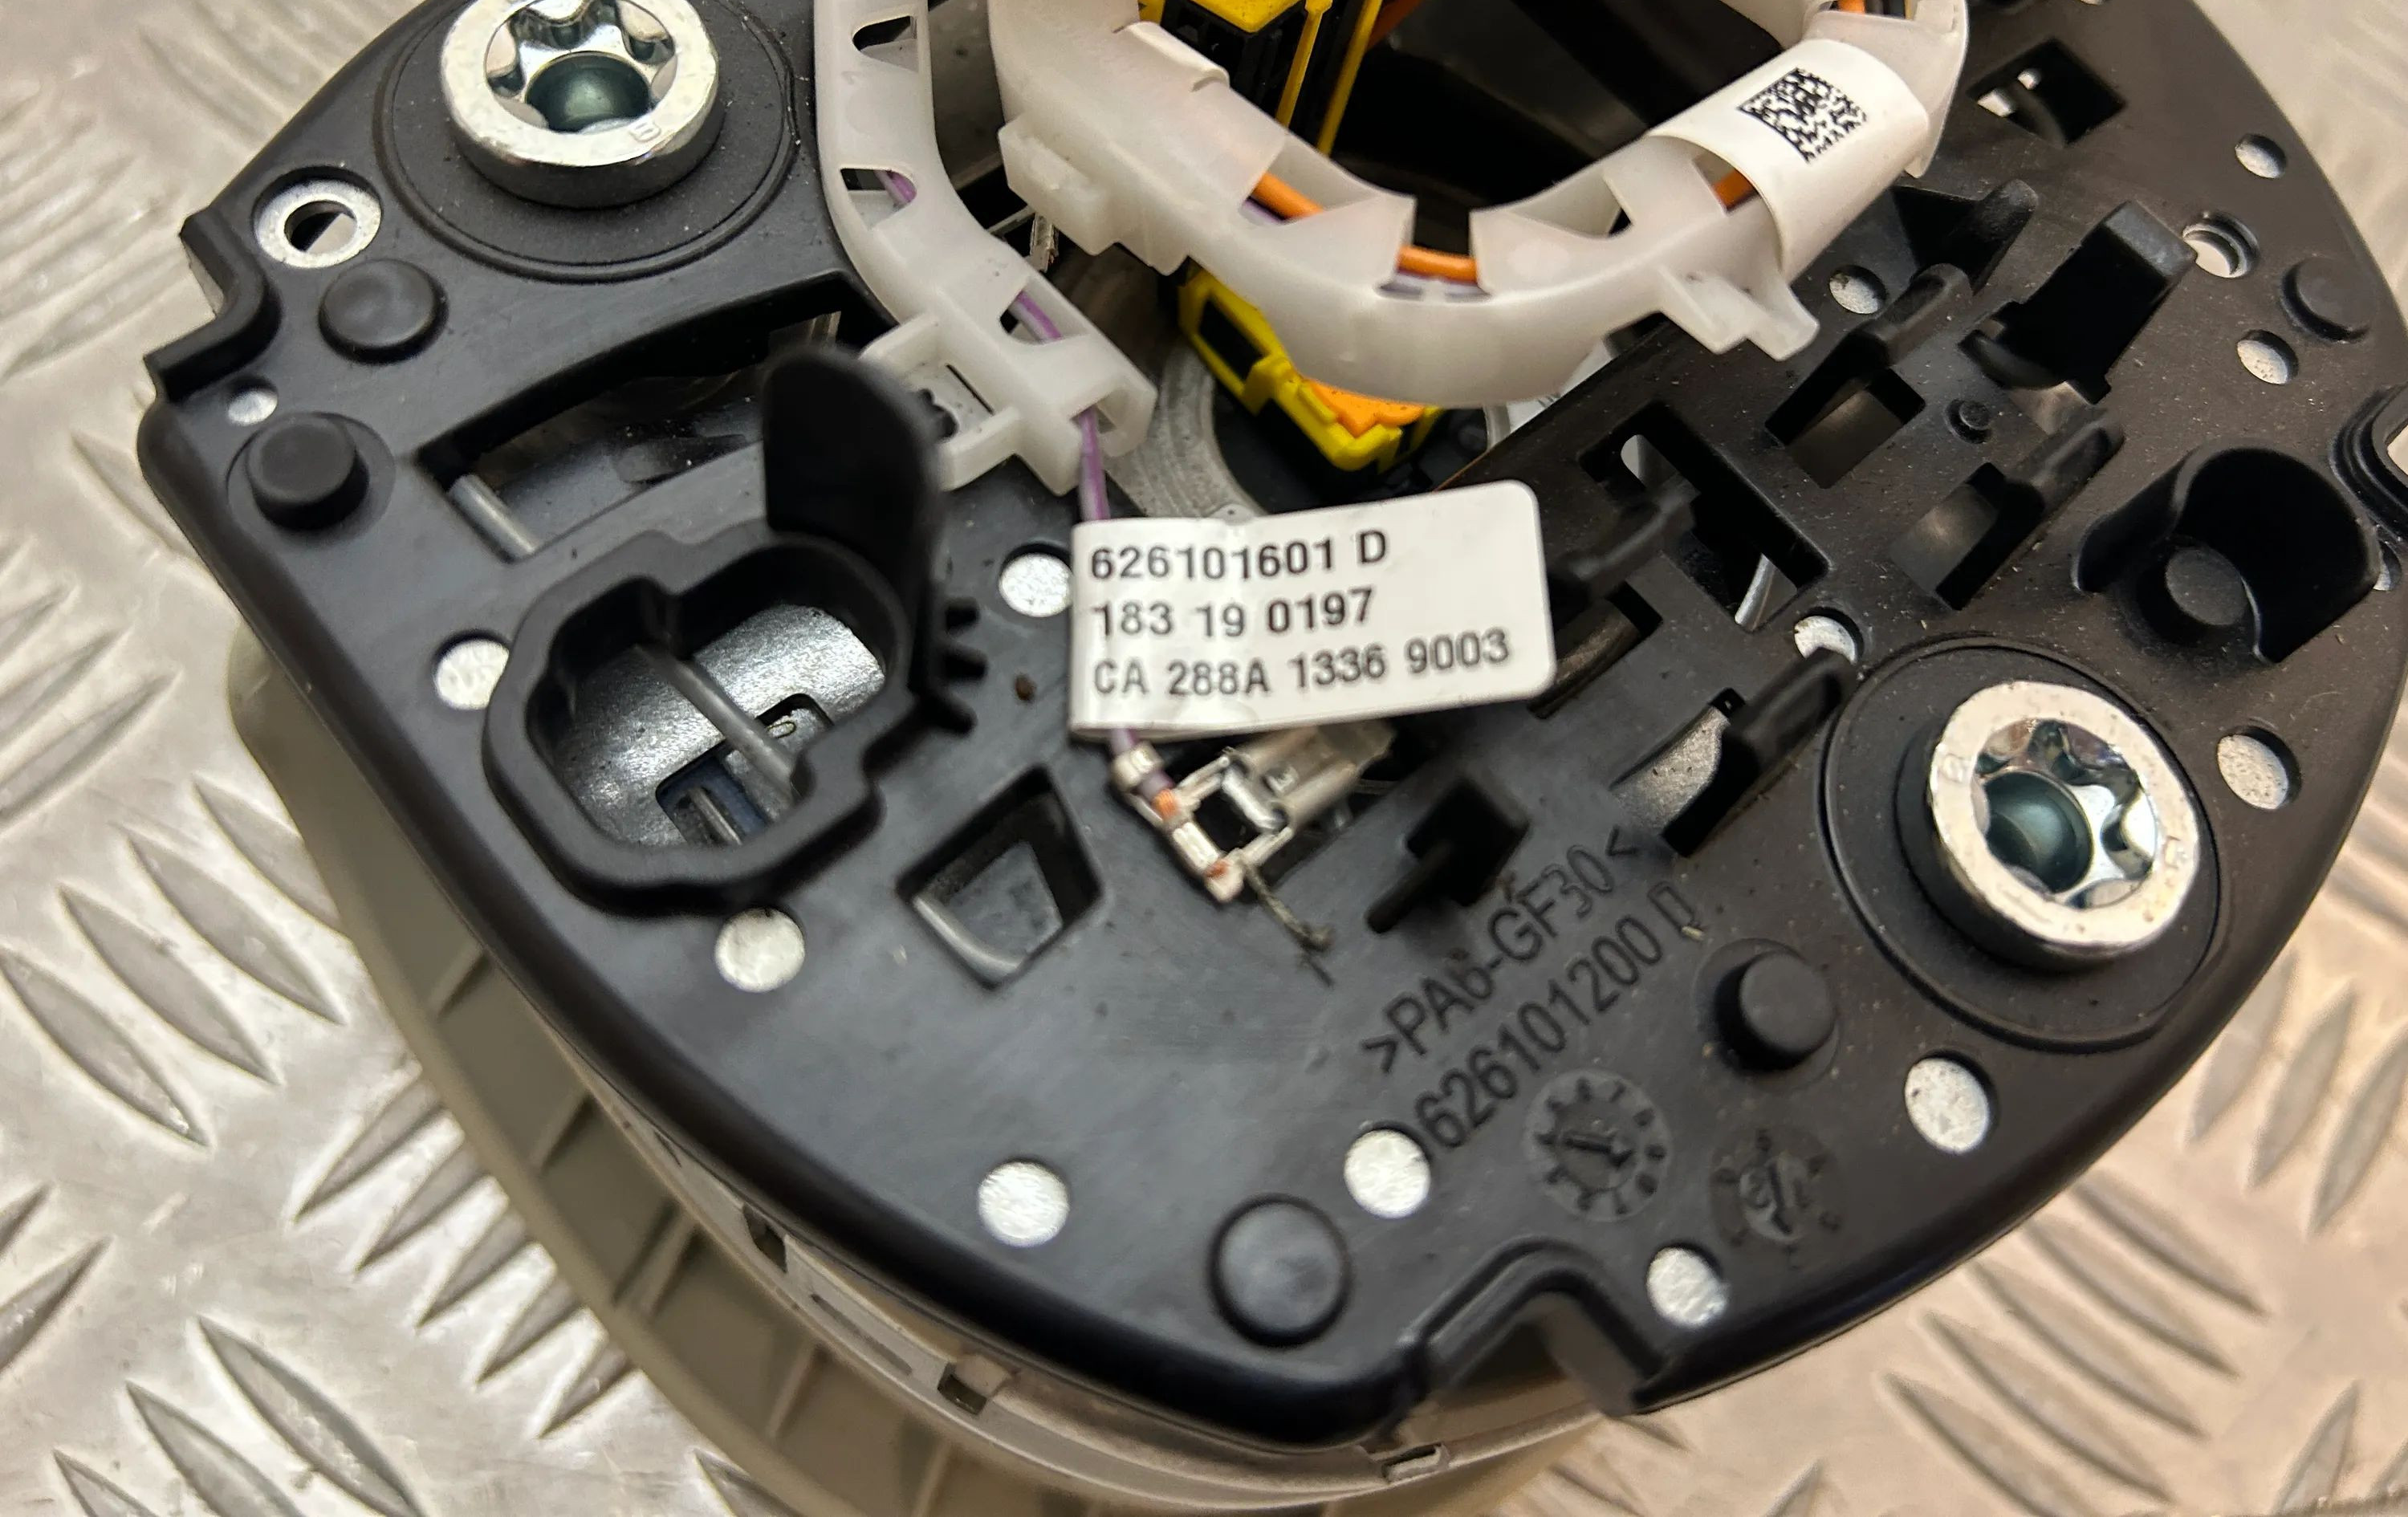 626101601 D
183 19 0197
CA 288A 1336 9003
>PA6-GF30<
626101200 D